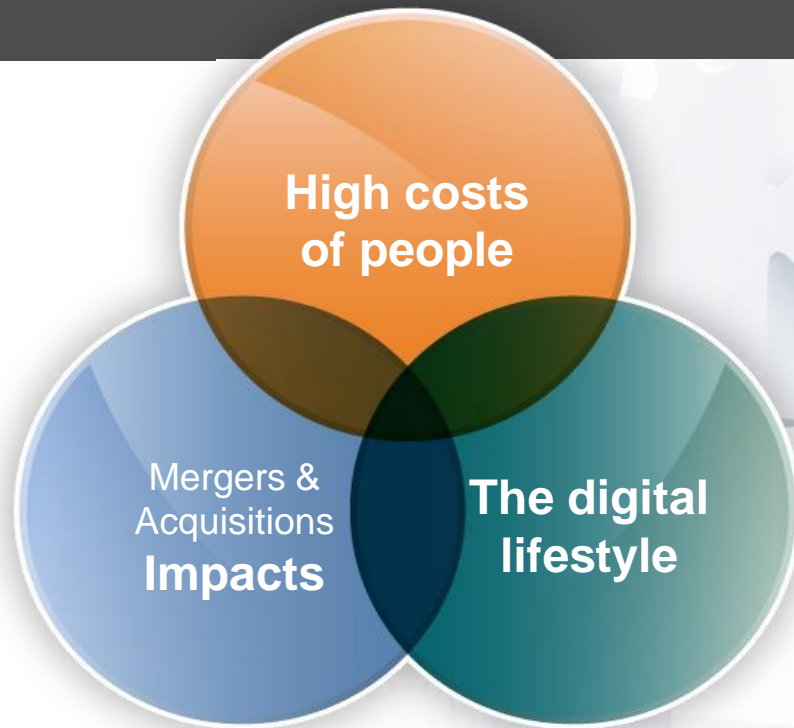 High costs
of people
Mergers &
Acquisitions
Impacts
The digital
lifestyle